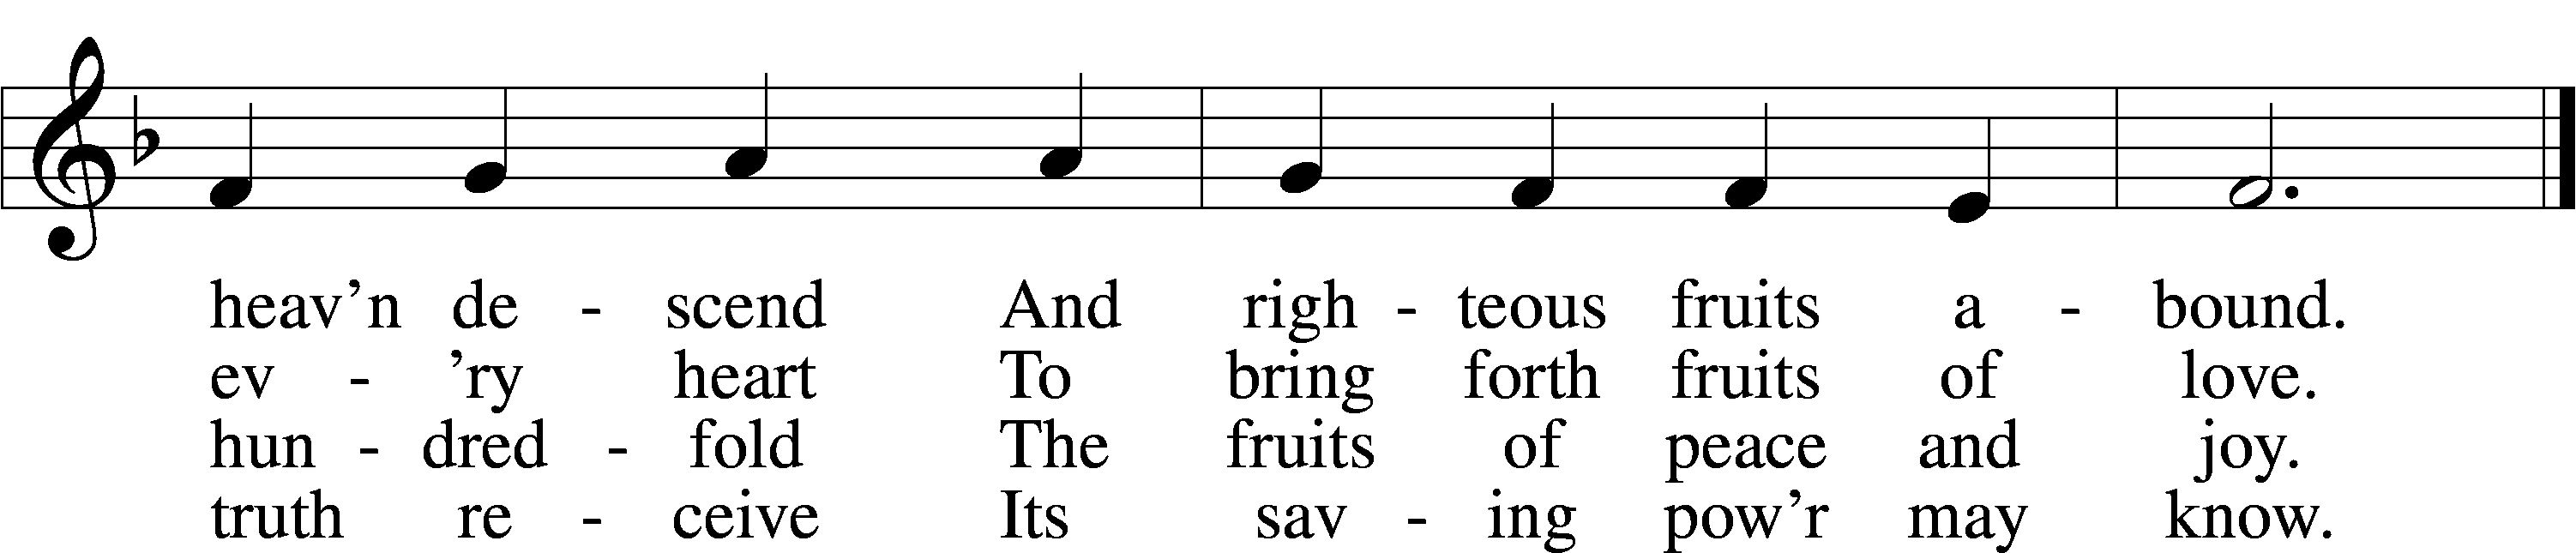 heav’n de - scend And righ - teous fruits a - bound.
ev - ’ry heart To bring forth fruits of love.
hun - dred - fold The fruits of peace and joy.
truth re - ceive Its sav - ing pow'r may know.